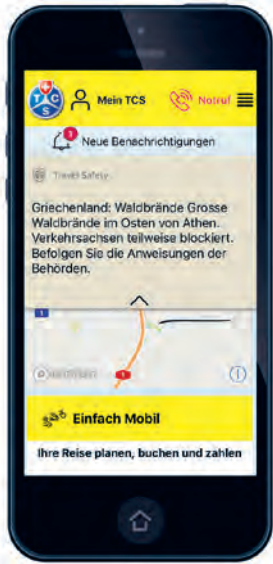 TCS
Mein TCS
Notruf
Neue Benachrichtigungen
Travel Safety
Griechenland: Waldbrände Grosse
Waldbrände im Osten von Athen.
Verkehrsachsen teilweise blockiert.
Befolgen Sie die Anweisungen der
Behörden.
Einfach Mobil
Ihre Reise planen, buchen und zahlen